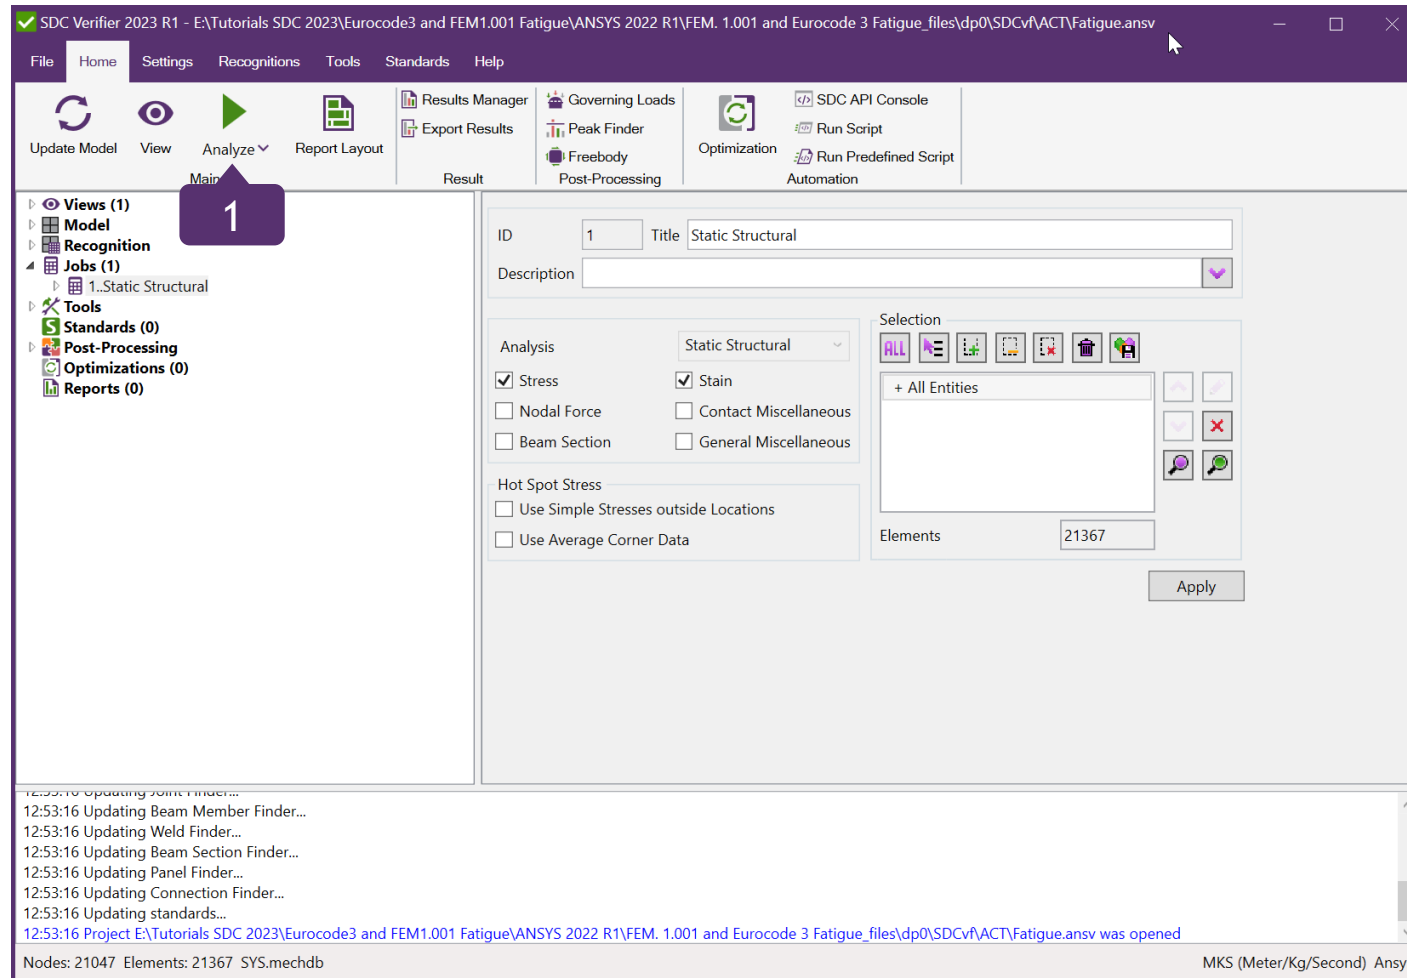 SDC Verifier 2023 R1 - E:\Tutorials SDC 2023\Eurocode3 and FEM1.001 Fatigue\ANSYS 2022 R1\FEM. 1.001 and Eurocode 3 Fatigue_files\dp0\SDCvf\ACT\Fatigue.ansv
File Home Settings Recognitions Tools Standards Help
Update Model View Analyze Report Layout
Results Manager
Export Results
Governing Loads
Peak Finder
Freebody
Optimization
SDC API Console
Run Script
Run Predefined Script
Main Result Post-Processing Automation
1
Views (1)
Model
Recognition
Jobs (1)
1..Static Structural
Tools
Standards (0)
Post-Processing
Optimizations (0)
Reports (0)
ID 1 Title Static Structural
Description
Analysis Static Structural
Stress Stain
Nodal Force Contact Miscellaneous
Beam Section General Miscellaneous
Hot Spot Stress
Use Simple Stresses outside Locations
Use Average Corner Data
Selection
ALL
+ All Entities
Elements 21367
Apply
12:53:16 Updating Joint Finder...
12:53:16 Updating Beam Member Finder...
12:53:16 Updating Weld Finder...
12:53:16 Updating Beam Section Finder...
12:53:16 Updating Panel Finder...
12:53:16 Updating Connection Finder...
12:53:16 Updating standards...
12:53:16 Project E:\Tutorials SDC 2023\Eurocode3 and FEM1.001 Fatigue\ANSYS 2022 R1\FEM. 1.001 and Eurocode 3 Fatigue_files\dp0\SDCvf\ACT\Fatigue.ansv was opened
Nodes: 21047 Elements: 21367 SYS.mechdb MKS (Meter/Kg/Second) Ansy